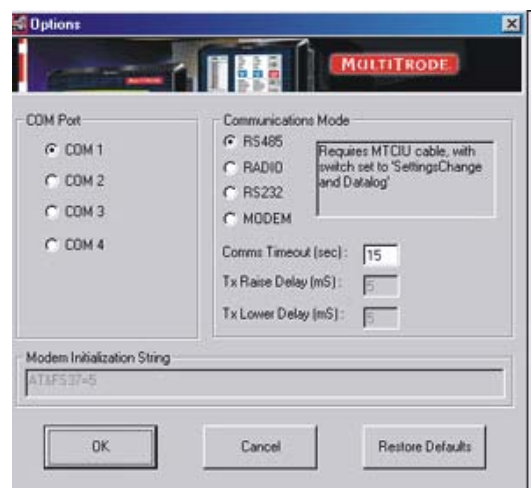 Options
MULTITRODE
COM Port
COM 1
COM 2
COM 3
COM 4
Communications Mode
RS485
RADIO
RS232
MODEM
Requires MTCIU cable, with
switch set to 'SettingsChange
and Datalog'
Comms Timeout (sec) : 15
Tx Raise Delay (mS) : 5
Tx Lower Delay (mS) : 5
Modem Initialization String
AT&FS37=5
OK
Cancel
Restore Defaults